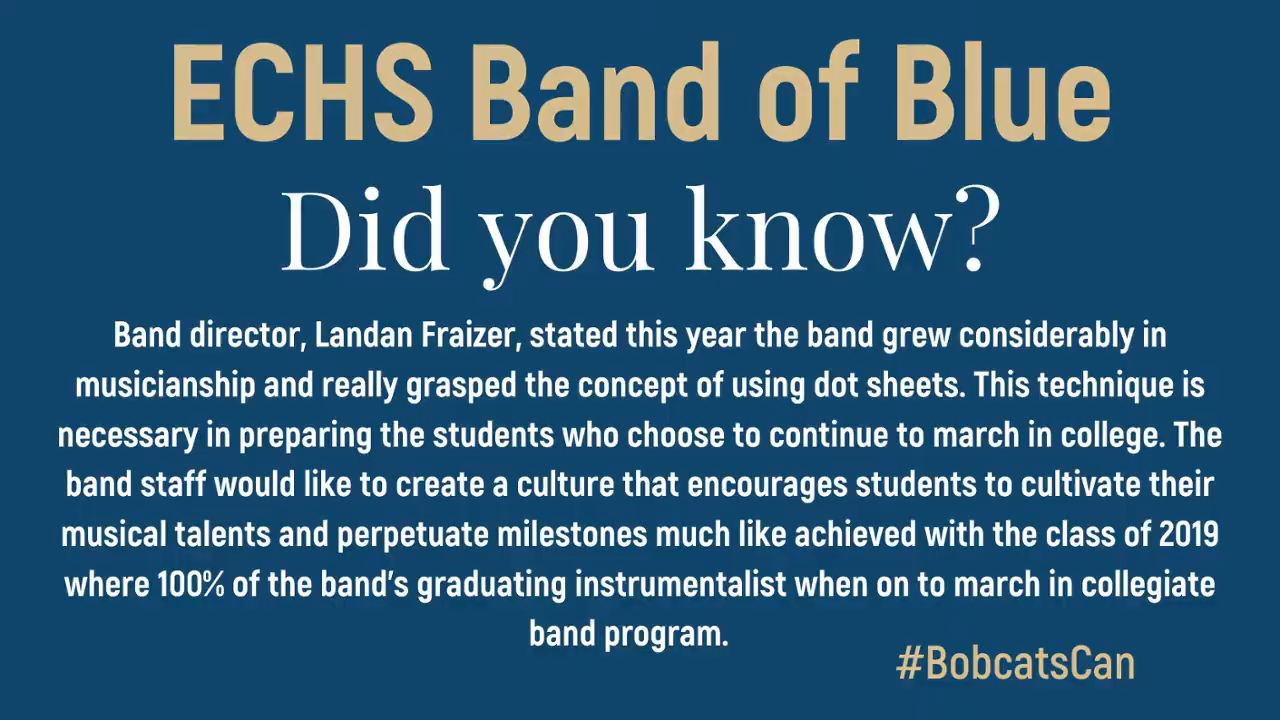 ECHS Band of Blue
Did you know?
Band director, Landan Fraizer, stated this year the band grew considerably in
musicianship and really grasped the concept of using dot sheets. This technique is
necessary in preparing the students who choose to continue to march in college. The
band staff would like to create a culture that encourages students to cultivate their
musical talents and perpetuate milestones much like achieved with the class of 2019
where 100% of the band's graduating instrumentalist when on to march in collegiate
band program.
#BobcatsCan